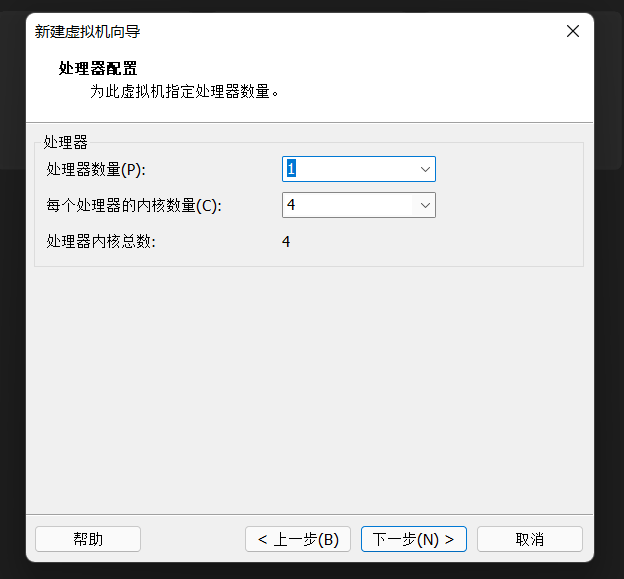 新建虚拟机向导
处理器配置
为此虚拟机指定处理器数量。
处理器
处理器数量(P): 1
每个处理器的内核数量(C): 4
处理器内核总数: 4
帮助 < 上一步(B) 下一步(N) > 取消